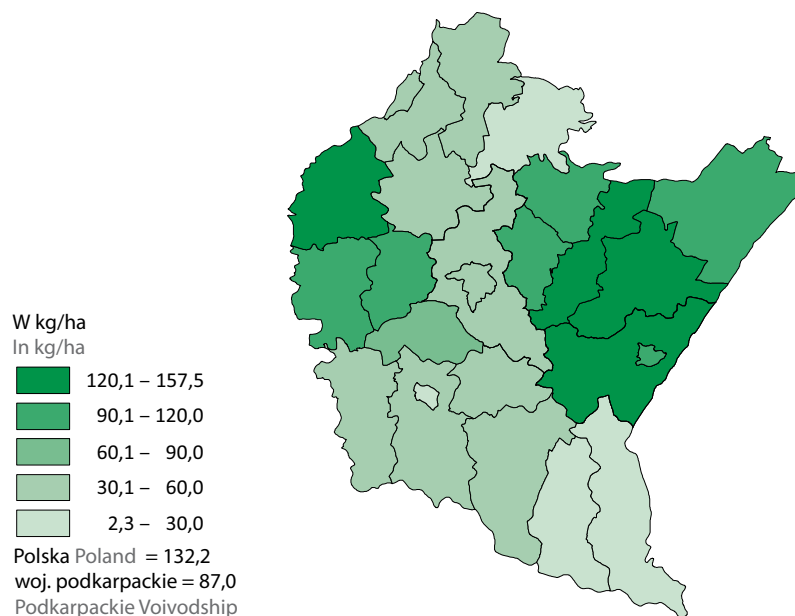 W kg/ha
In kg/ha
120,1 – 157,5
90,1 – 120,0
60,1 – 90,0
30,1 – 60,0
2,3 – 30,0
Polska Poland = 132,2
woj. podkarpackie = 87,0
Podkarpackie Voivodship